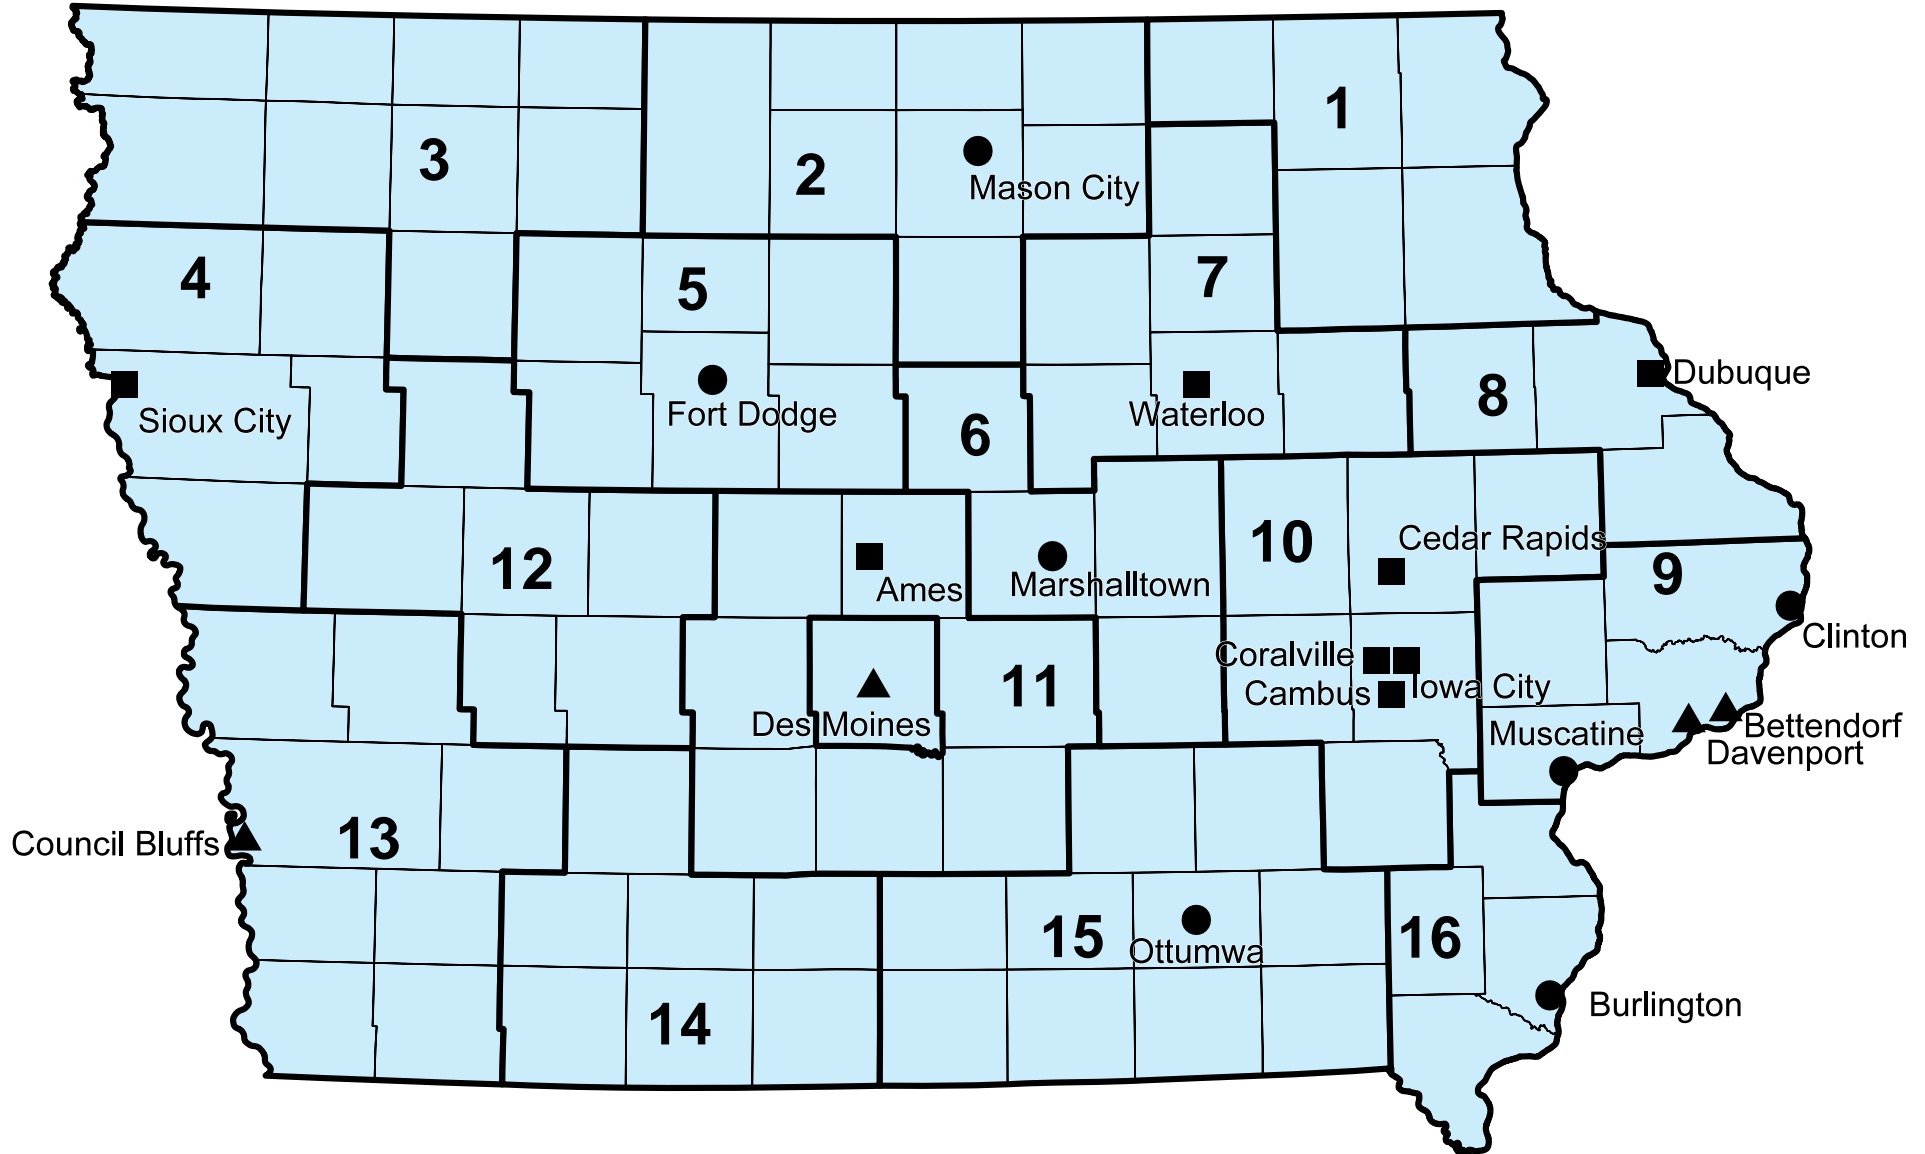 1
3
2
Mason City
4
5
7
Dubuque
8
Sioux City
Fort Dodge
Waterloo
6
12
10
Cedar Rapids
9
Ames
Marshalltown
Clinton
Coralville
11
Iowa City
Cambus
Des Moines
Bettendorf
Muscatine
Davenport
13
Council Bluffs
15
16
Ottumwa
14
Burlington